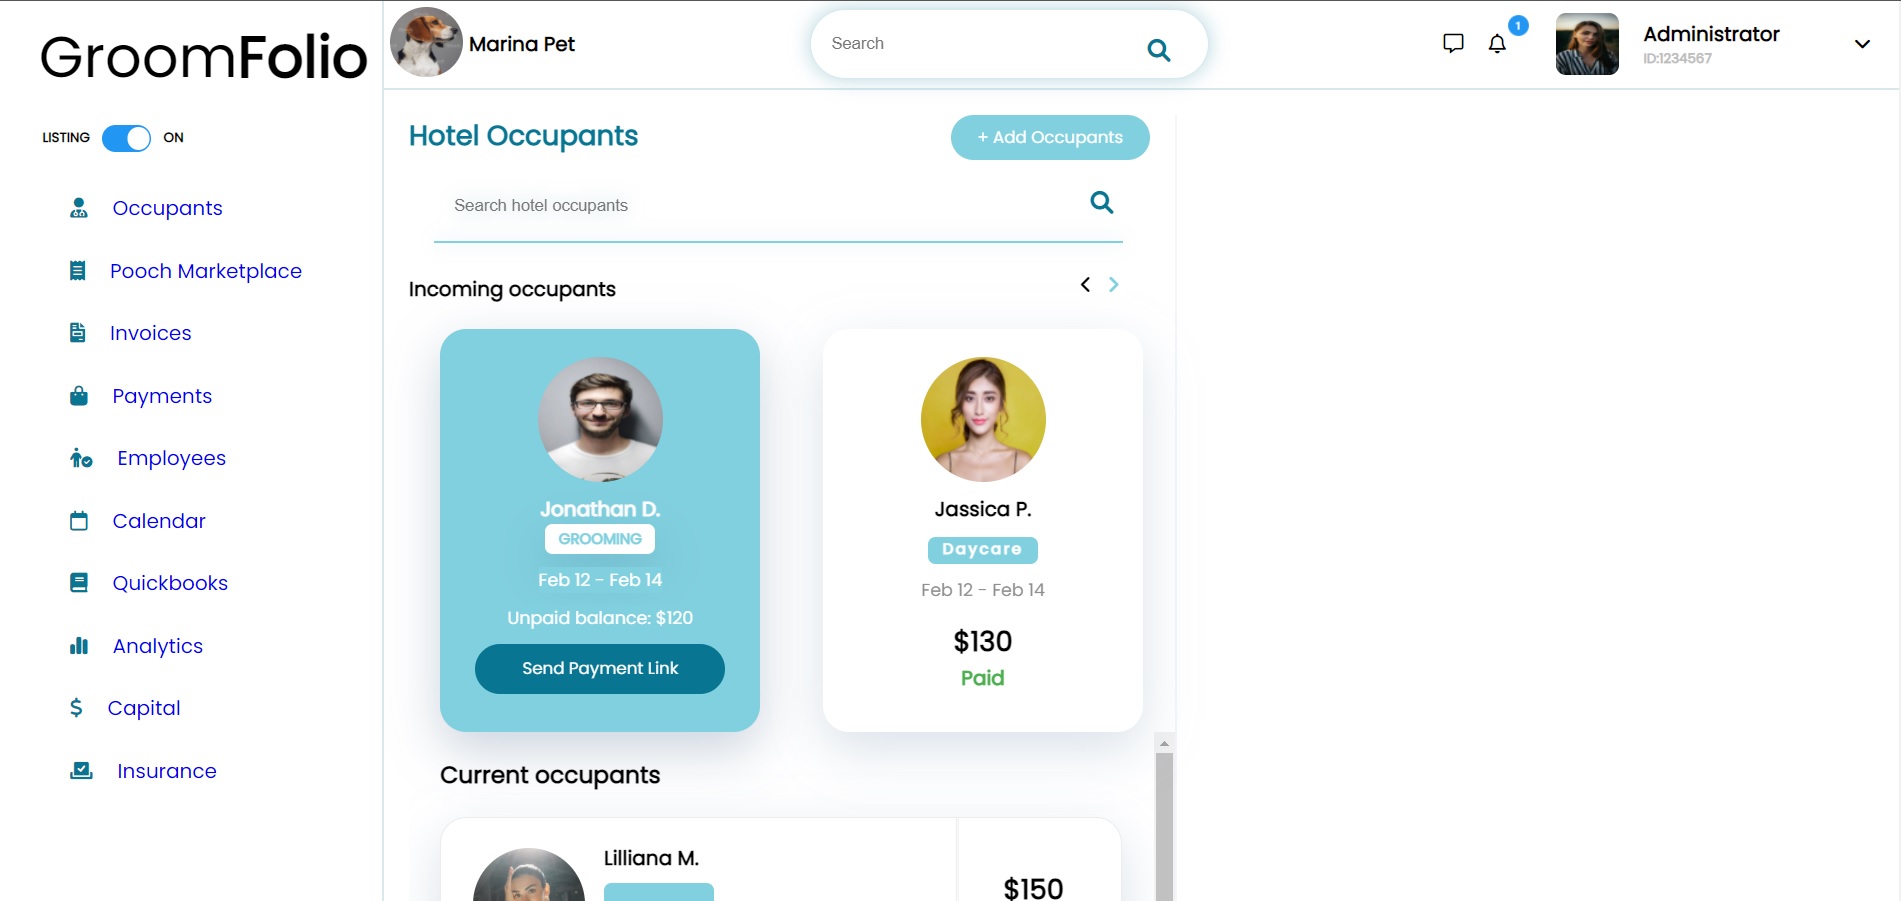 GroomFolio
LISTING ON
Occupants
Pooch Marketplace
Invoices
Payments
Employees
Calendar
Quickbooks
Analytics
Capital
Insurance
Marina Pet
Search
1
Administrator
ID:1234567
Hotel Occupants
+ Add Occupants
Search hotel occupants
Incoming occupants
Jonathan D.
GROOMING
Feb 12 - Feb 14
Unpaid balance: $120
Send Payment Link
Jassica P.
Daycare
Feb 12 - Feb 14
$130
Paid
Current occupants
Lilliana M.
$150